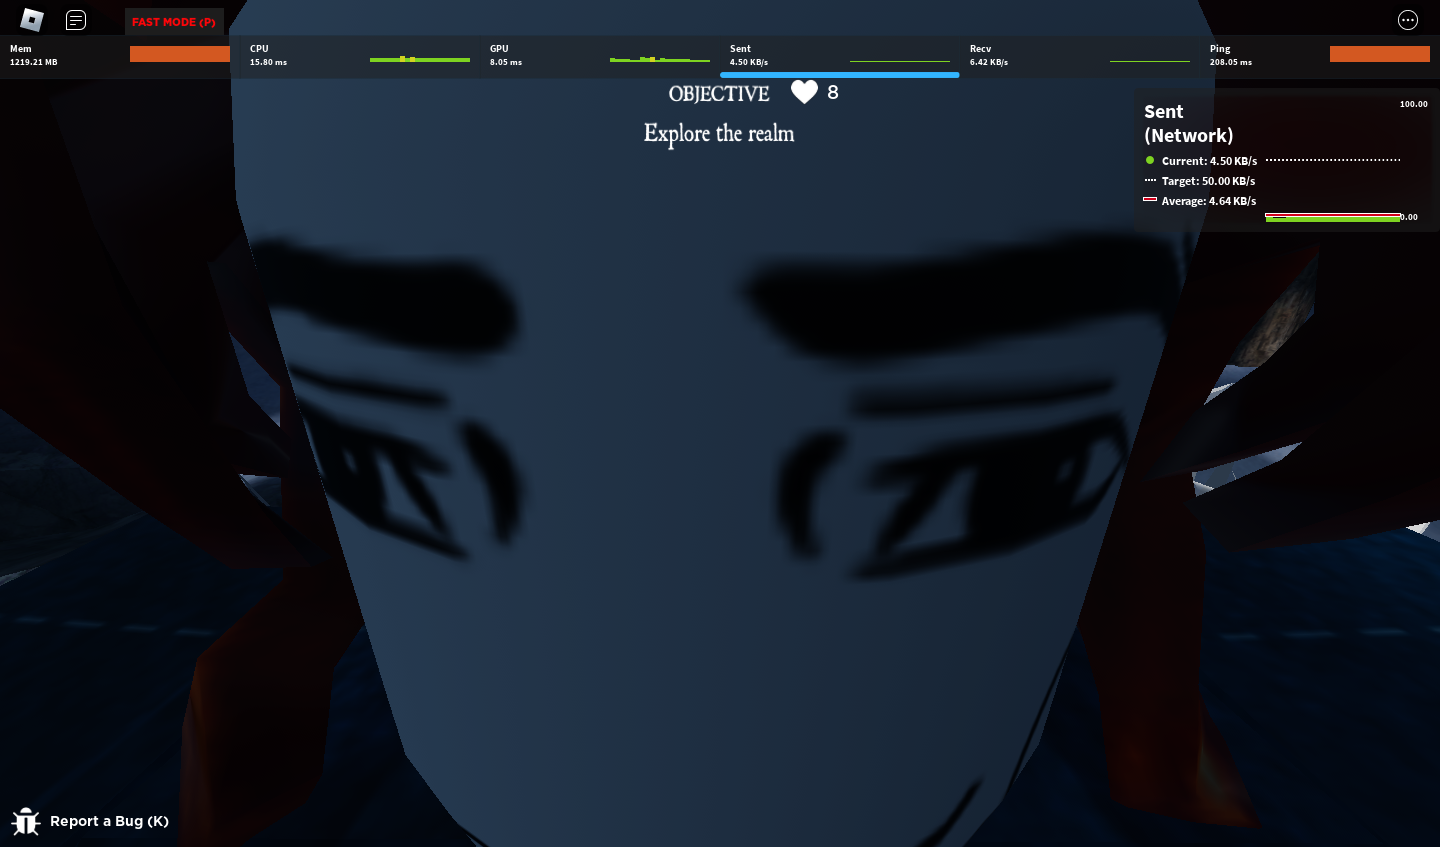 FAST MODE (P)
Mem
1219.21 MB
CPU
15.80 ms
GPU
8.05 ms
Sent
4.50 KB/s
Recv
6.42 KB/s
Ping
208.05 ms
OBJECTIVE 8
Explore the realm
Sent
(Network)
100.00
Current: 4.50 KB/s
Target: 50.00 KB/s
Average: 4.64 KB/s
0.00
Report a Bug (K)